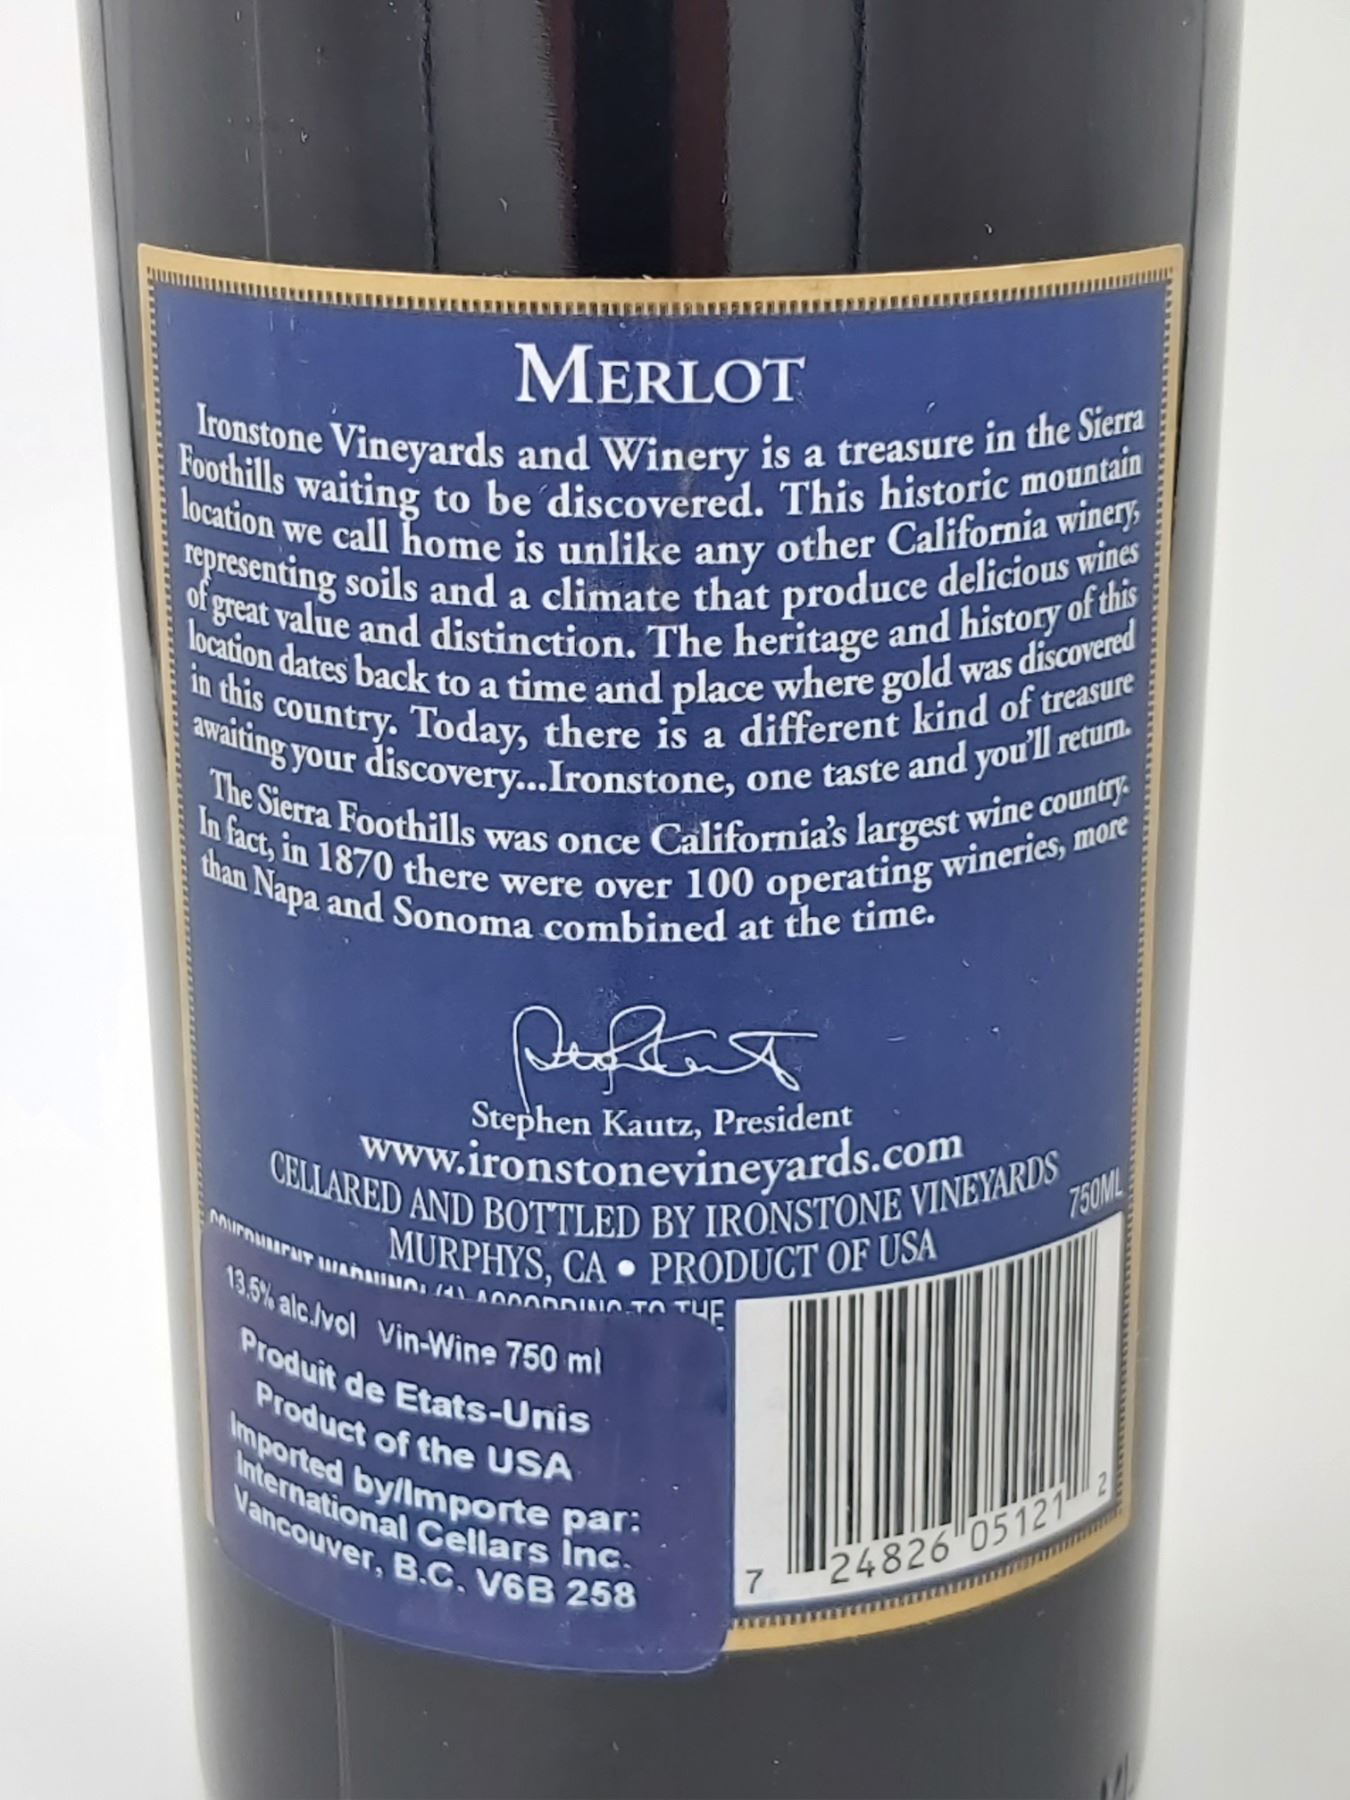 MERLOT
Ironstone Vineyards and Winery is a treasure in the Sierra
Foothills waiting to be discovered. This historic mountain
location we call home is unlike any other California winery,
representing soils and a climate that produce delicious wines
of great value and distinction. The heritage and history of this
location dates back to a time and place where gold was discovered
in this country. Today, there is a different kind of treasure
awaiting your discovery...Ironstone, one taste and you'll return.
The Sierra Foothills was once California's largest wine country.
In fact, in 1870 there were over 100 operating wineries, more
than Napa and Sonoma combined at the time.
Stephen Kautz, President
www.ironstonevineyards.com
CELLARED AND BOTTLED BY IRONSTONE VINEYARDS
MURPHYS, CA • PRODUCT OF USA
750ML
GOVERNMENT WARNING: (1) ACCORDING TO THE
13.5% alc./vol Vin-Wine 750 ml
Produit de Etats-Unis
Product of the USA
Imported by/Importe par:
International Cellars Inc.
Vancouver, B.C. V6B 258
7 24826 05121 2